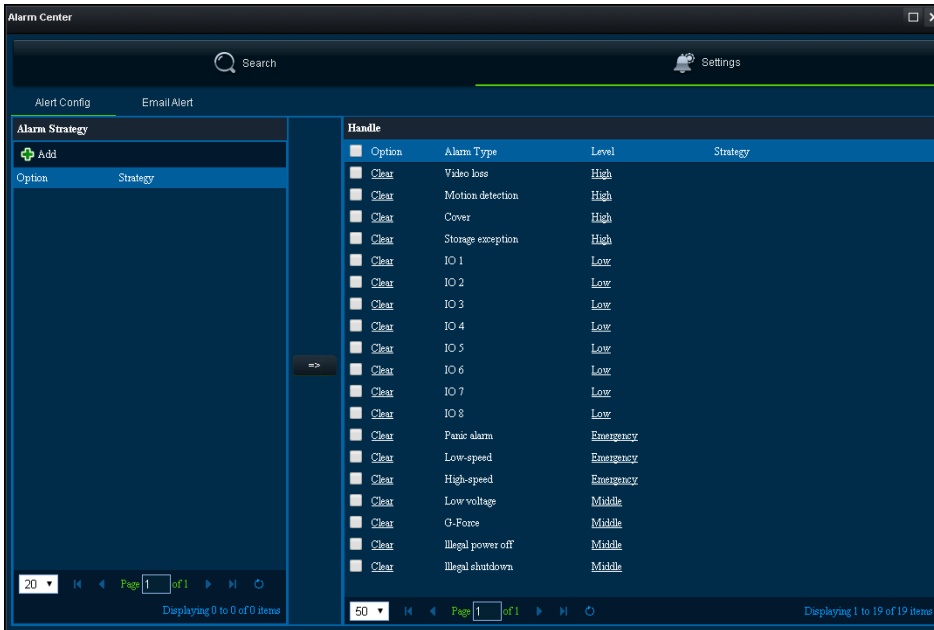 Alarm Center
Search
Settings
Alert Config Email Alert
Alarm Strategy
Add
Option Strategy
20 Page 1 of 1
Displaying 0 to 0 of 0 items
=>
Handle
Option Alarm Type Level Strategy
Clear Video loss High
Clear Motion detection High
Clear Cover High
Clear Storage exception High
Clear IO 1 Low
Clear IO 2 Low
Clear IO 3 Low
Clear IO 4 Low
Clear IO 5 Low
Clear IO 6 Low
Clear IO 7 Low
Clear IO 8 Low
Clear Panic alarm Emergency
Clear Low-speed Emergency
Clear High-speed Emergency
Clear Low voltage Middle
Clear G-Force Middle
Clear Illegal power off Middle
Clear Illegal shutdown Middle
50 Page 1 of 1 Displaying 1 to 19 of 19 items